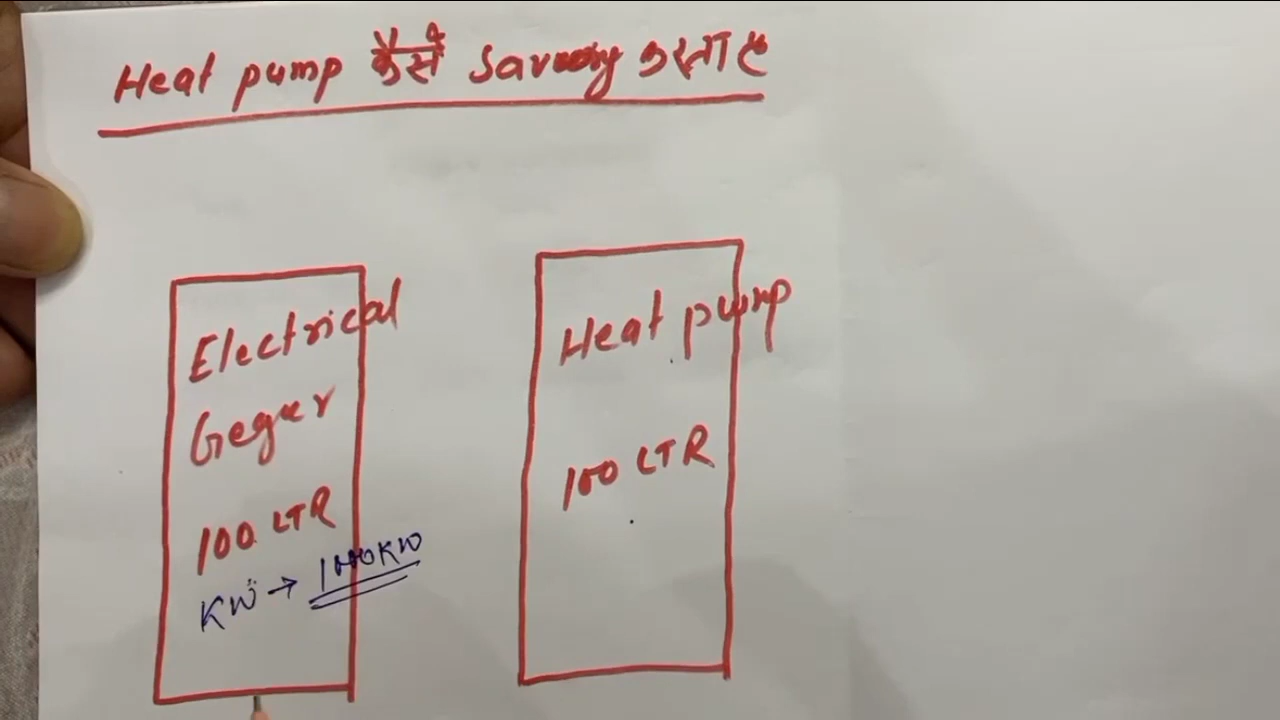 Heat pump कैसे Saving करता है
Electrical
Geyser
100 LTR
KW → 1000KW
Heat pump
100 LTR